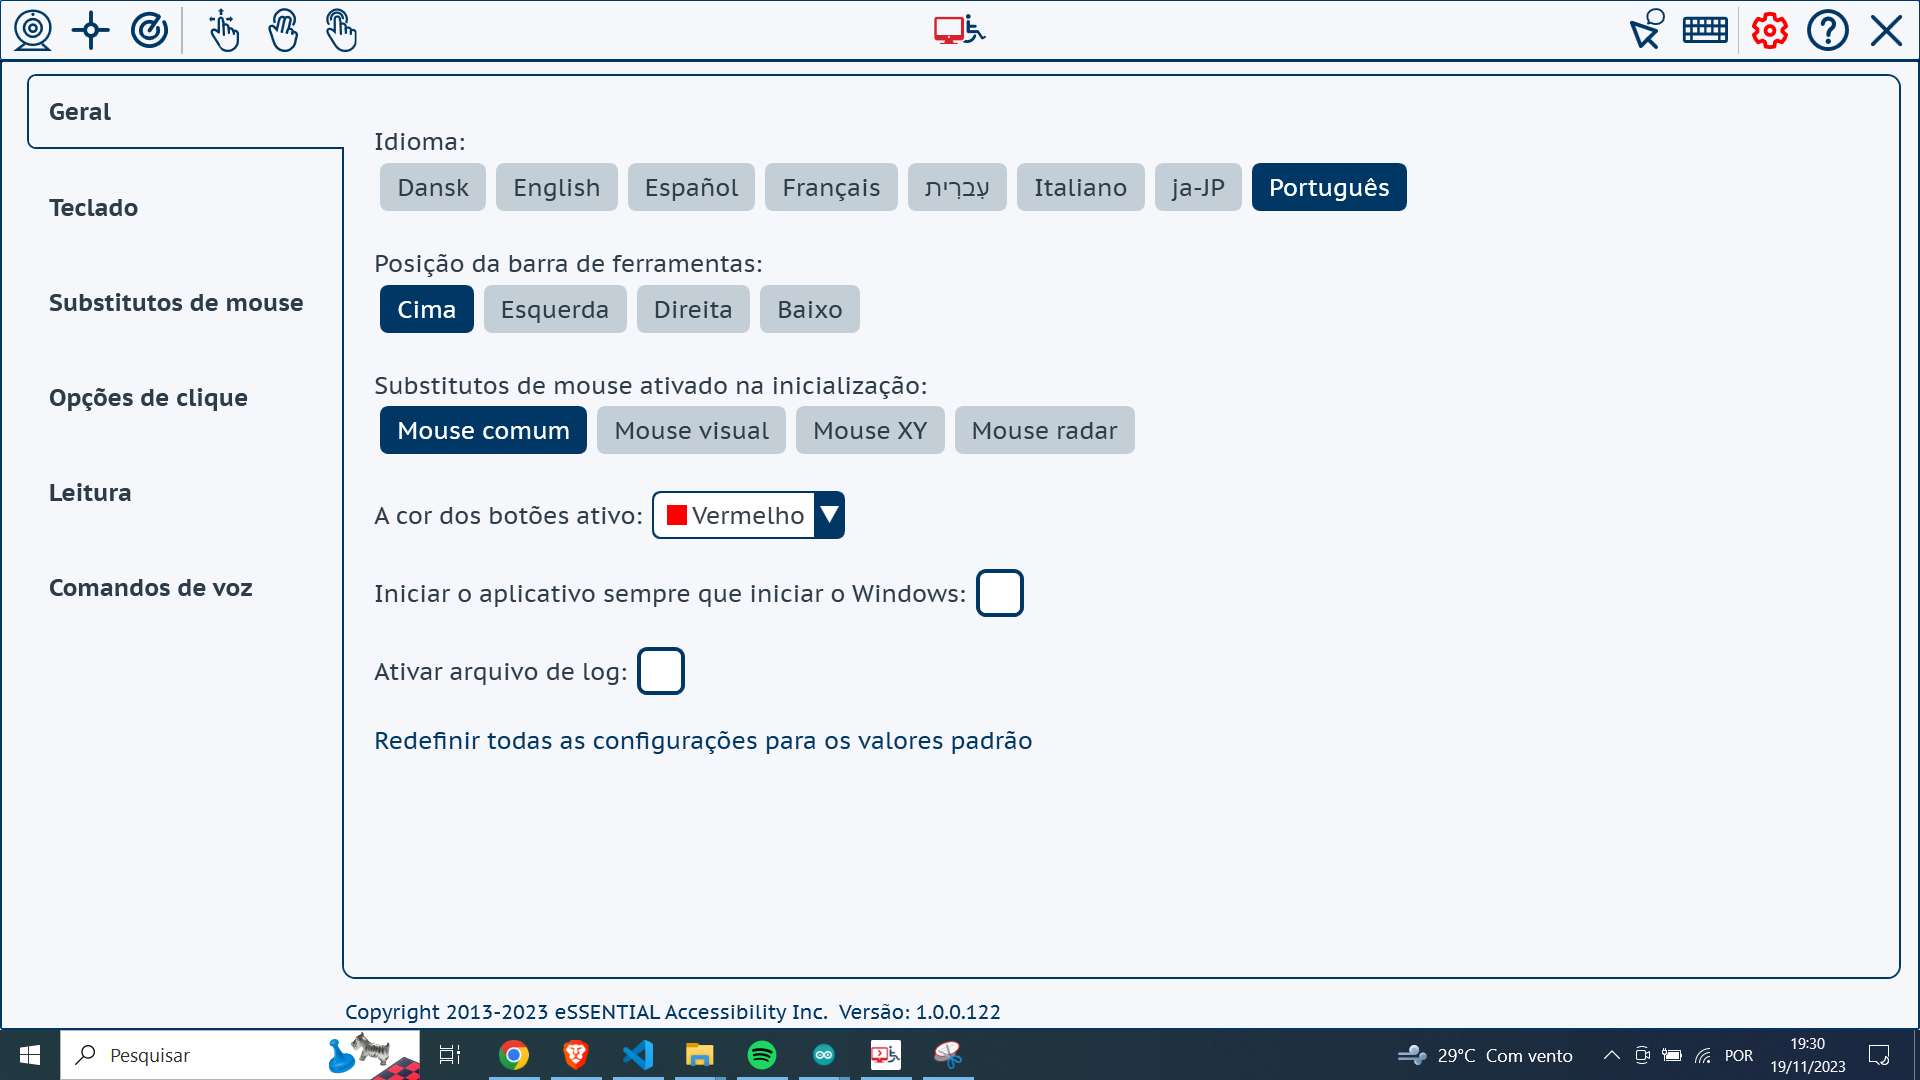 Geral
Teclado
Substitutos de mouse
Opções de clique
Leitura
Comandos de voz
Idioma:
Dansk English Español Français עִברִית Italiano ja-JP Português
Posição da barra de ferramentas:
Cima Esquerda Direita Baixo
Substitutos de mouse ativado na inicialização:
Mouse comum Mouse visual Mouse XY Mouse radar
A cor dos botões ativo: Vermelho
Iniciar o aplicativo sempre que iniciar o Windows:
Ativar arquivo de log:
Redefinir todas as configurações para os valores padrão
Copyright 2013-2023 eSSENTIAL Accessibility Inc. Versão: 1.0.0.122
Pesquisar
29°C Com vento
POR
19:30
19/11/2023